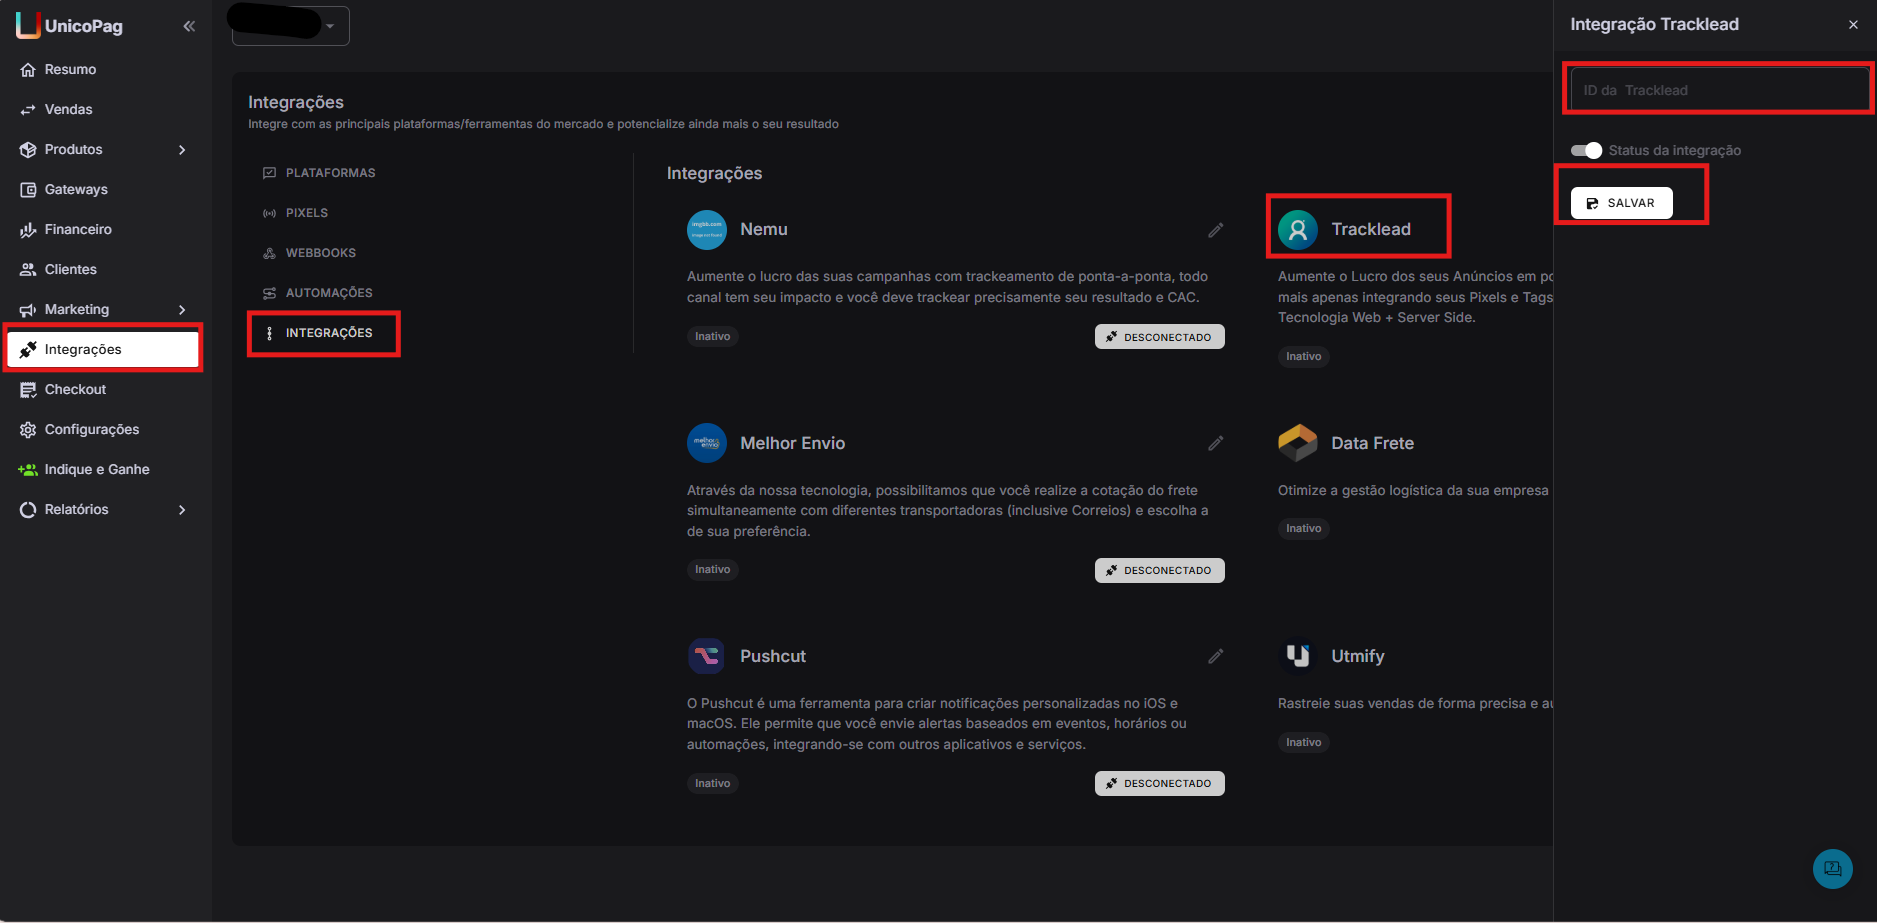 UnicoPag
Resumo
Vendas
Produtos
Gateways
Financeiro
Clientes
Marketing
Integrações
Checkout
Configurações
Indique e Ganhe
Relatórios
Integrações
Integre com as principais plataformas/ferramentas do mercado e potencialize ainda mais o seu resultado
PLATAFORMAS
PIXELS
WEBBOOKS
AUTOMAÇÕES
INTEGRAÇÕES
Integrações
Nemu
Aumente o lucro das suas campanhas com trackeamento de ponta-a-ponta, todo
canal tem seu impacto e você deve trackear precisamente seu resultado e CAC.
Inativo
DESCONECTADO
Tracklead
Aumente o Lucro dos seus Anúncios em po
mais apenas integrando seus Pixels e Tags
Tecnologia Web + Server Side.
Inativo
melhor envio
Melhor Envio
Através da nossa tecnologia, possibilitamos que você realize a cotação do frete
simultaneamente com diferentes transportadoras (inclusive Correios) e escolha a
de sua preferência.
Inativo
DESCONECTADO
Data Frete
Otimize a gestão logística da sua empresa
Inativo
Pushcut
O Pushcut é uma ferramenta para criar notificações personalizadas no iOS e
macOS. Ele permite que você envie alertas baseados em eventos, horários ou
automações, integrando-se com outros aplicativos e serviços.
Inativo
DESCONECTADO
Utmify
Rastreie suas vendas de forma precisa e au
Inativo
Integração Tracklead
ID da Tracklead
Status da integração
SALVAR